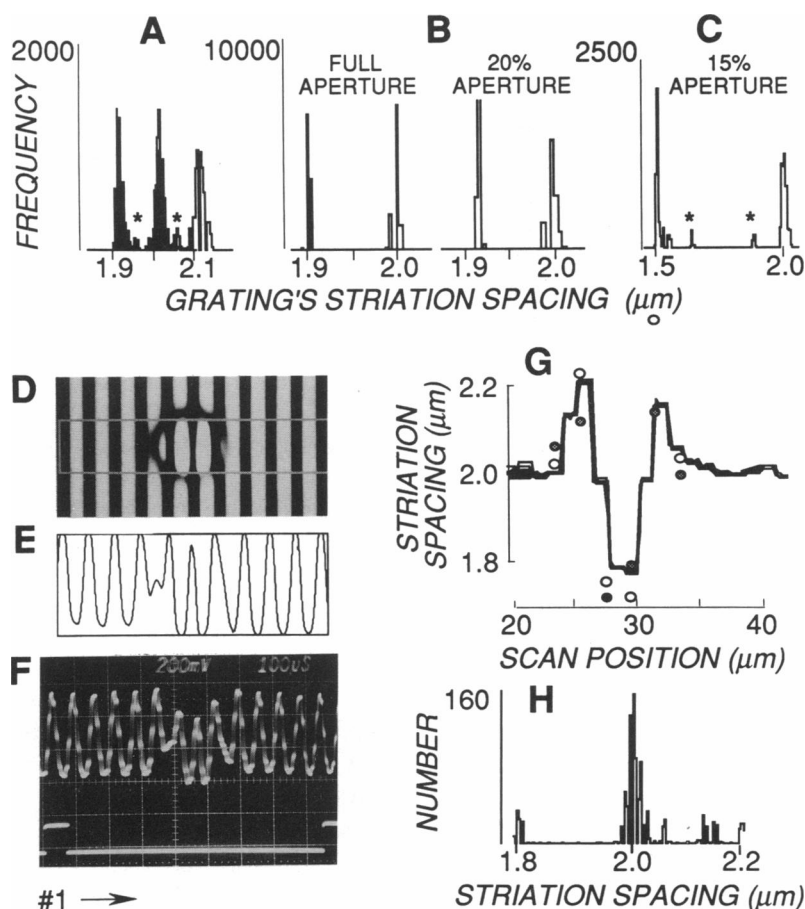 A
B
C
2000
10000
2500
FULL APERTURE
20% APERTURE
15% APERTURE
FREQUENCY
* *
* *
1.9 2.1
1.9 2.0
1.9 2.0
1.5 2.0
GRATING'S STRIATION SPACING (μm)
D
E
F
200mV 100uS
#1
G
STRIATION SPACING (μm)
2.2
2.0
1.8
20 30 40
SCAN POSITION (μm)
H
160
NUMBER
1.8 2.0 2.2
STRIATION SPACING (μm)